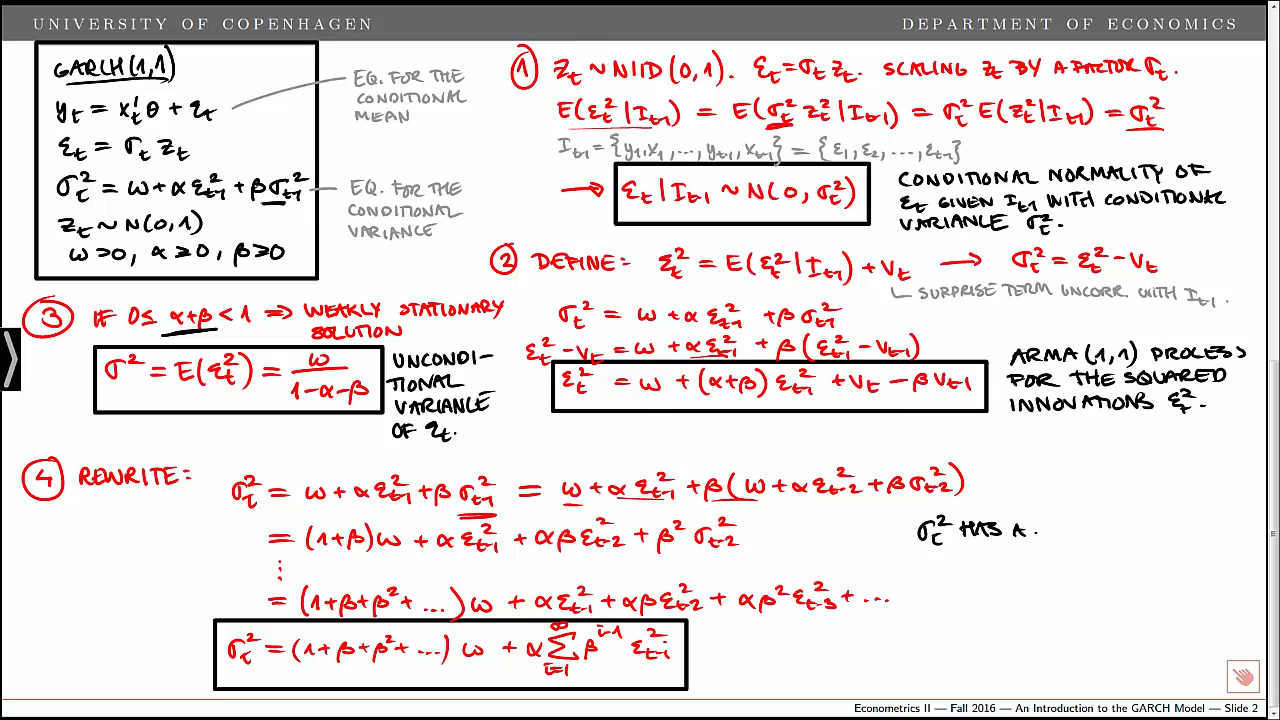 UNIVERSITY OF COPENHAGEN
DEPARTMENT OF ECONOMICS
GARCH(1,1)
y_t = x_t'θ + ε_t
EQ. FOR THE
CONDITIONAL
MEAN
ε_t = σ_t z_t
σ_t² = ω + α ε²_{t-1} + β σ²_{t-1}
EQ. FOR THE
CONDITIONAL
VARIANCE
z_t ~ N(0,1)
ω > 0, α ≥ 0, β ≥ 0
① z_t ~ NIID(0,1). ε_t = σ_t z_t. SCALING z_t BY A FACTOR σ_t.
E(ε_t² | I_{t-1}) = E(σ_t² z_t² | I_{t-1}) = σ_t² E(z_t² | I_{t-1}) = σ_t²
I_{t-1} = {y_1, x_1, ..., y_{t-1}, x_{t-1}} = {ε_1, ε_2, ..., ε_{t-1}}
→ ε_t | I_{t-1} ~ N(0, σ_t²)
CONDITIONAL NORMALITY OF
ε_t GIVEN I_{t-1} WITH CONDITIONAL
VARIANCE σ_t².
② DEFINE: ε_t² = E(ε_t² | I_{t-1}) + v_t → σ_t² = ε_t² - v_t
SURPRISE TERM UNCORR. WITH I_{t-1}.
σ_t² = ω + α ε²_{t-1} + β σ²_{t-1}
ε_t² - v_t = ω + α ε²_{t-1} + β (ε²_{t-1} - v_{t-1})
ε_t² = ω + (α+β) ε²_{t-1} + v_t - β v_{t-1}
ARMA(1,1) PROCESS
FOR THE SQUARED
INNOVATIONS ε_t².
③ IF 0 ≤ α+β < 1 ⇒ WEAKLY STATIONARY
SOLUTION
σ² = E(ε_t²) = ω / (1-α-β)
UNCONDI-
TIONAL
VARIANCE
OF ε_t.
④ REWRITE:
σ_t² = ω + α ε²_{t-1} + β σ²_{t-1} = ω + α ε²_{t-1} + β (ω + α ε²_{t-2} + β σ²_{t-2})
= (1+β)ω + α ε²_{t-1} + αβ ε²_{t-2} + β² σ²_{t-2}
⋮
= (1+β+β²+...)ω + α ε²_{t-1} + αβ ε²_{t-2} + αβ² ε²_{t-3} + ...
σ_t² = (1+β+β²+...) ω + α ∑_{i=1}^{∞} β^{i-1} ε²_{t-i}
σ_t² HAS A.
Econometrics II — Fall 2016 — An Introduction to the GARCH Model — Slide 2